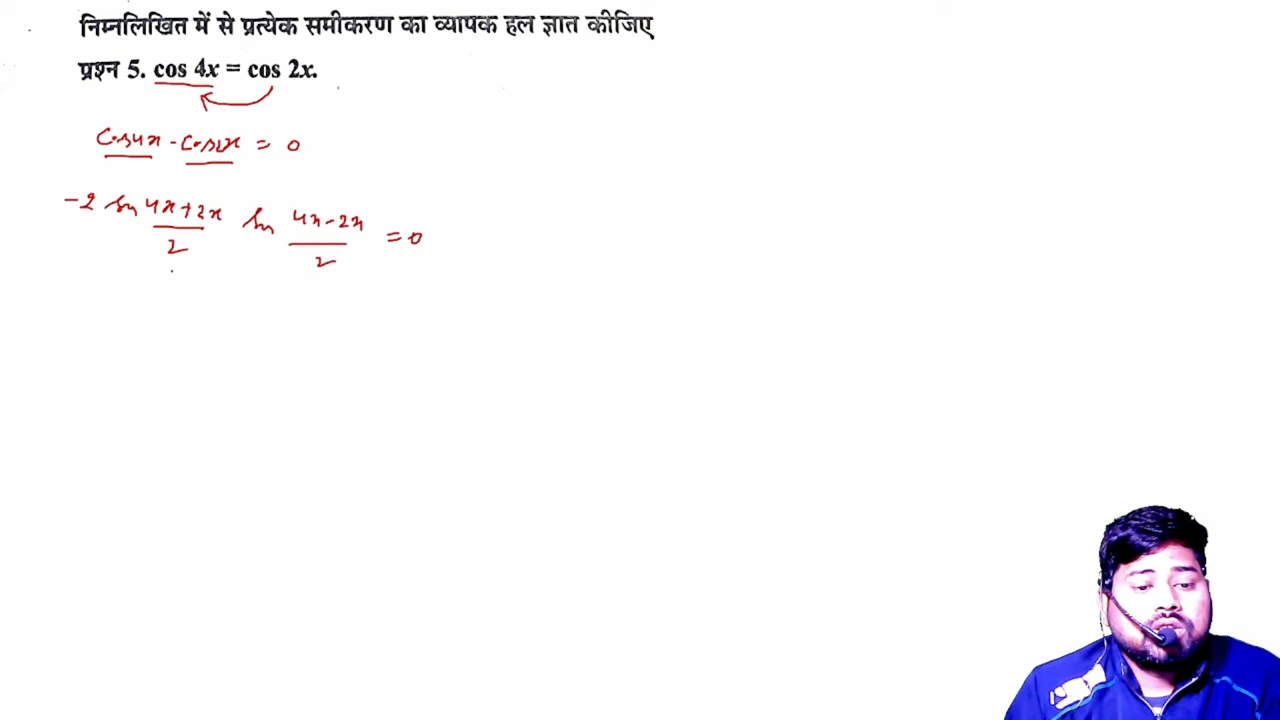 निम्नलिखित में से प्रत्येक समीकरण का व्यापक हल ज्ञात कीजिए
प्रश्न 5. cos 4x = cos 2x.
cos4x - cos2x = 0
-2 sin (4x+2x)/2 sin (4x-2x)/2 = 0